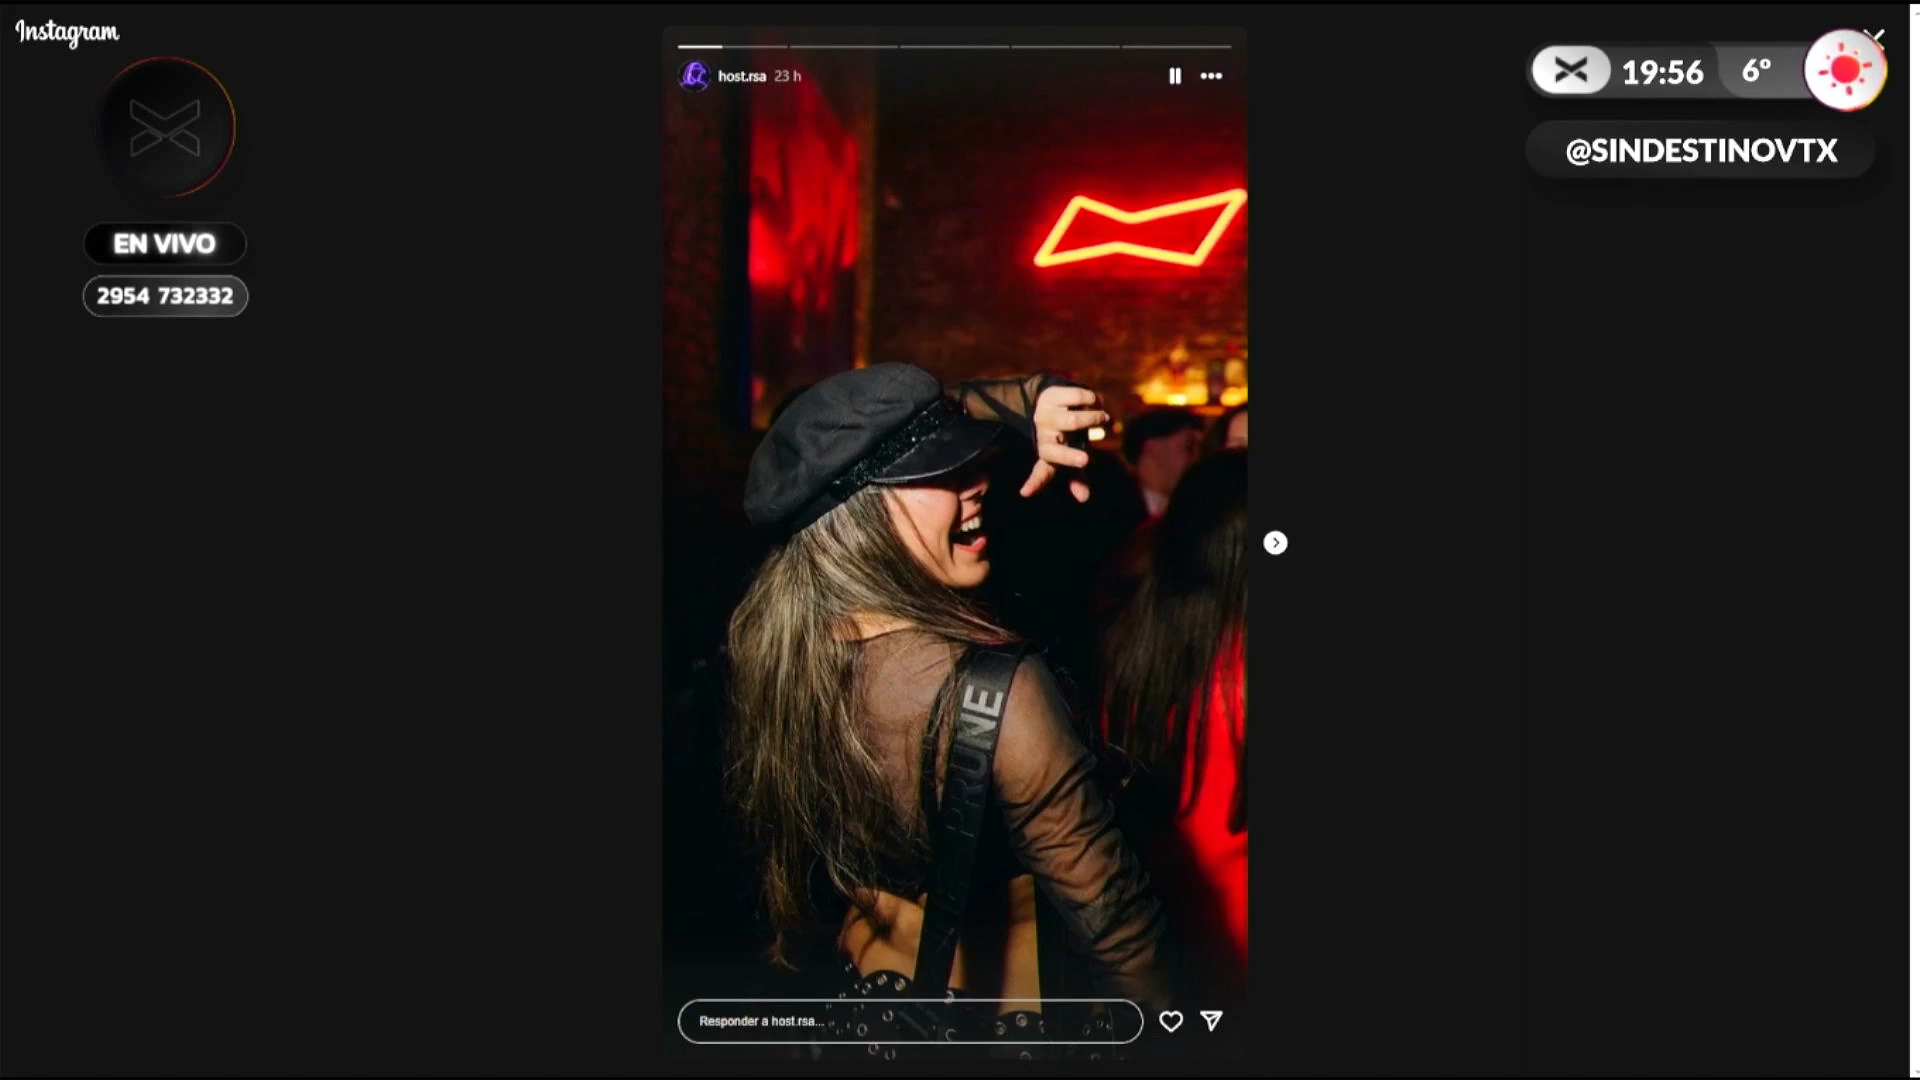 Instagram
host.rsa 23 h
19:56 6°
@SINDESTINOVTX
EN VIVO
2954 732332
PRUNE
Responder a host.rsa...